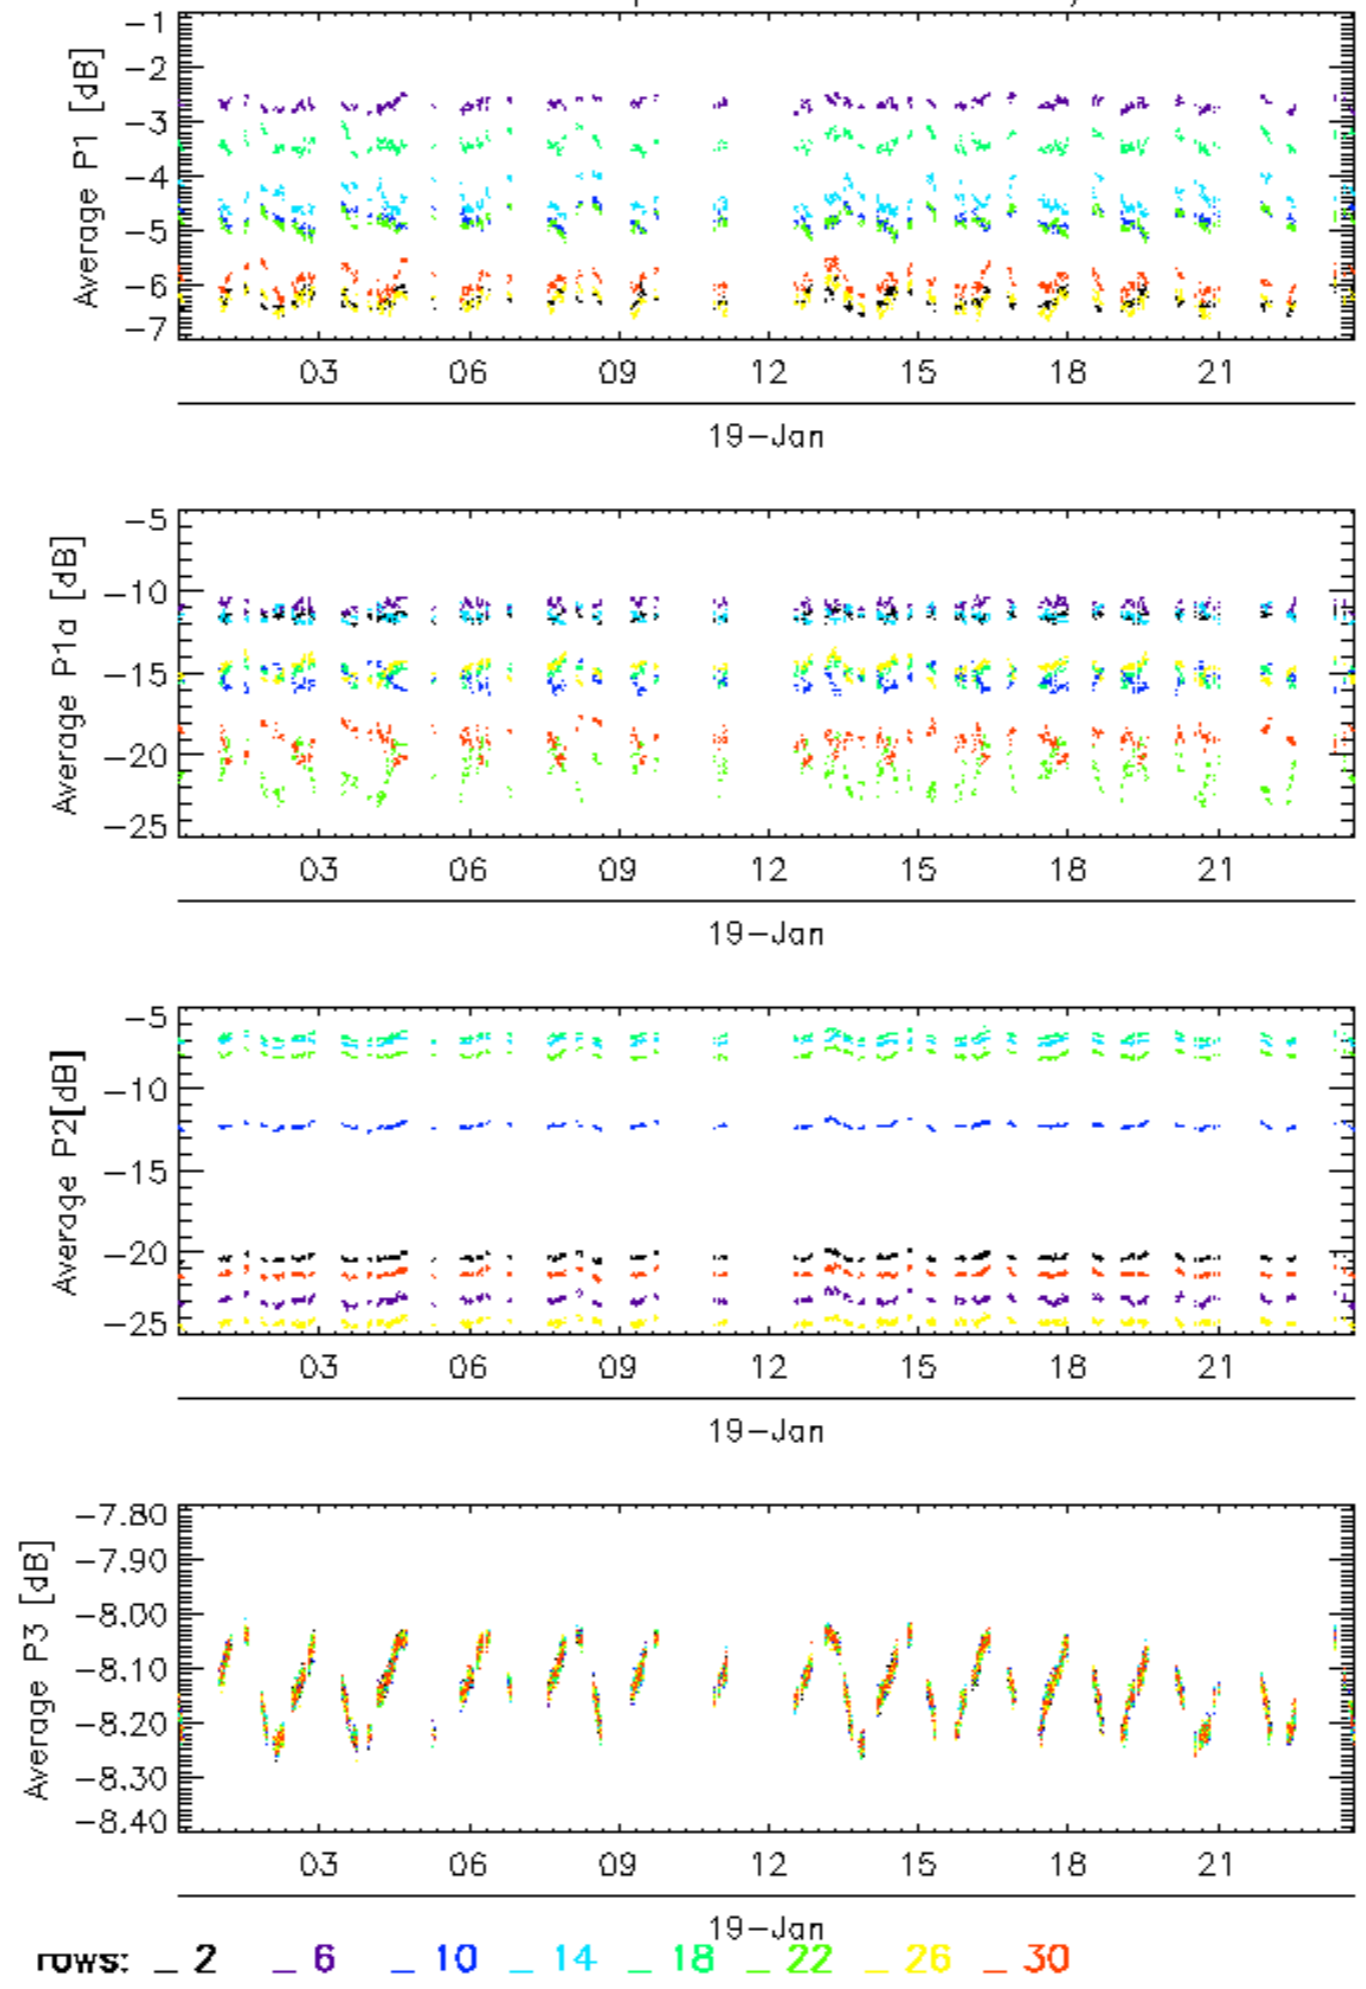 Average P1 [dB]
-1
-2
-3
-4
-5
-6
-7
03 06 09 12 15 18 21
19-Jan
Average P1a [dB]
-5
-10
-15
-20
-25
03 06 09 12 15 18 21
19-Jan
Average P2[dB]
-5
-10
-15
-20
-25
03 06 09 12 15 18 21
19-Jan
Average P3 [dB]
-7.80
-7.90
-8.00
-8.10
-8.20
-8.30
-8.40
03 06 09 12 15 18 21
19-Jan
rows: _ 2 _ 6 _ 10 _ 14 _ 18 _ 22 _ 26 _ 30